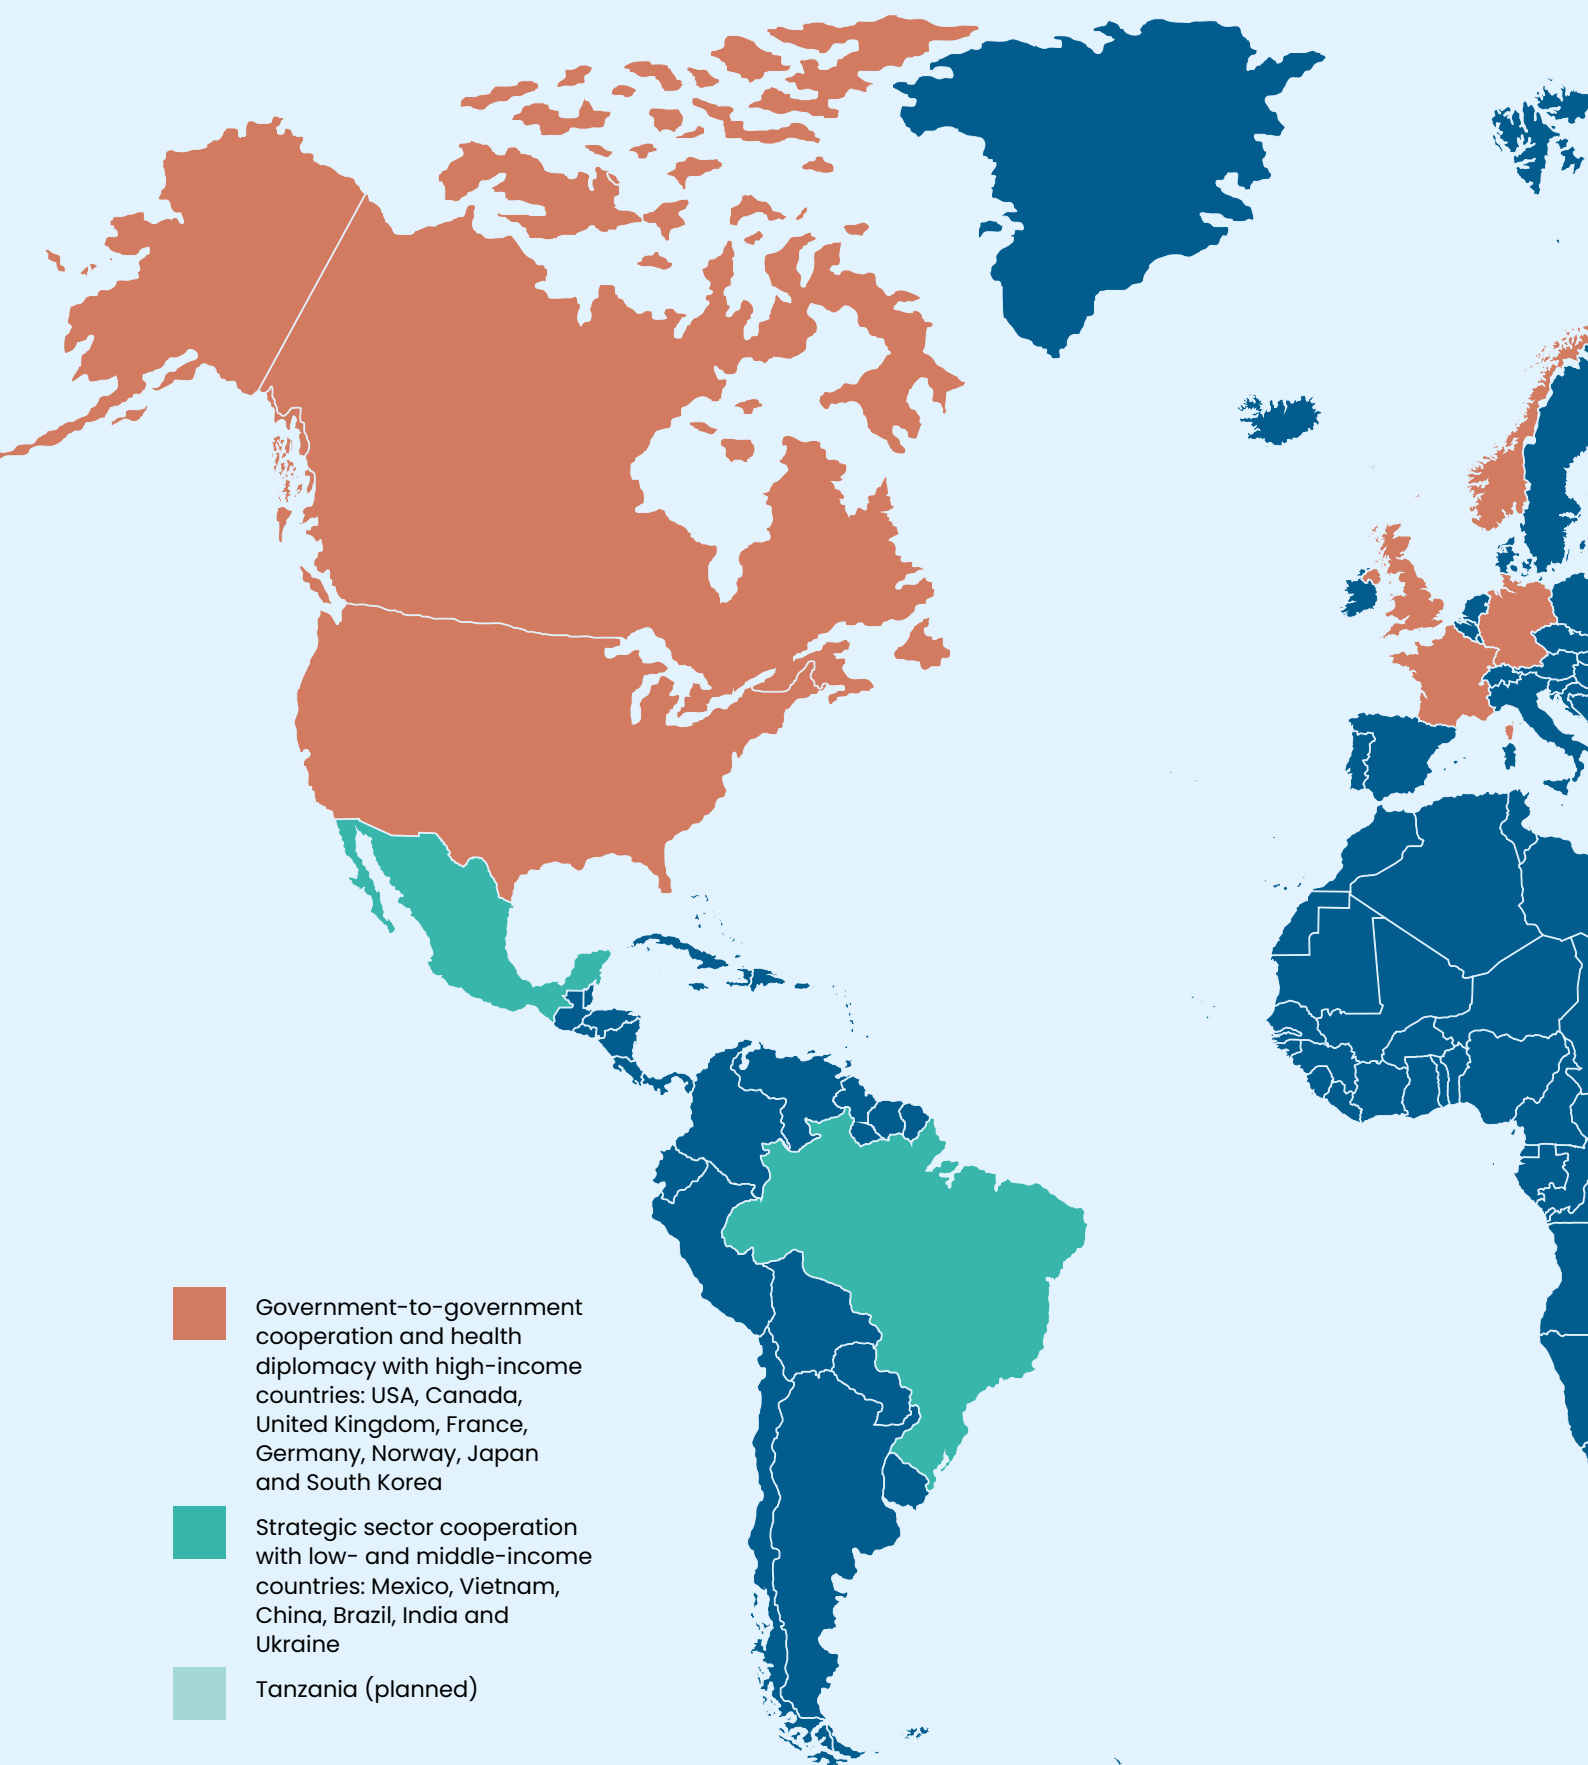 Government-to-government
cooperation and health
diplomacy with high-income
countries: USA, Canada,
United Kingdom, France,
Germany, Norway, Japan
and South Korea
Strategic sector cooperation
with low- and middle-income
countries: Mexico, Vietnam,
China, Brazil, India and
Ukraine
Tanzania (planned)